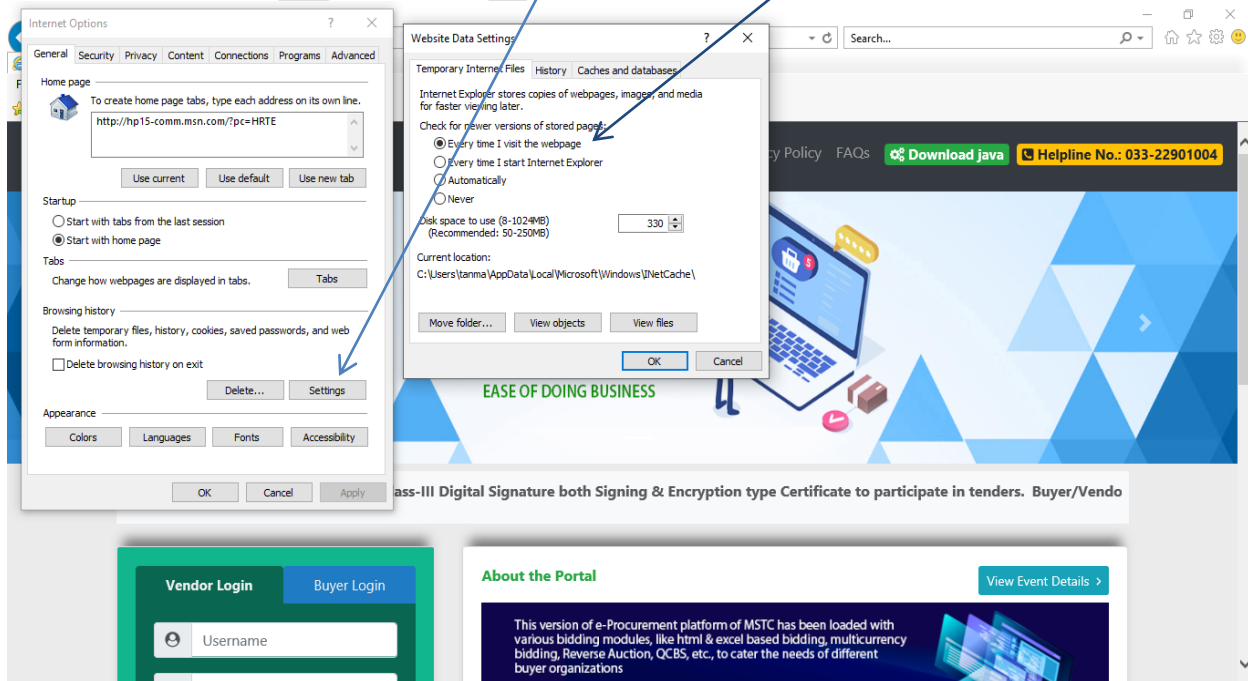 Internet Options
?
General Security Privacy Content Connections Programs Advanced
Home page
To create home page tabs, type each address on its own line.
http://hp15-comm.msn.com/?pc=HRTE
Use current Use default Use new tab
Startup
Start with tabs from the last session
Start with home page
Tabs
Change how webpages are displayed in tabs.
Tabs
Browsing history
Delete temporary files, history, cookies, saved passwords, and web
form information.
Delete browsing history on exit
Delete... Settings
Appearance
Colors Languages Fonts Accessibility
OK Cancel Apply
Website Data Settings
?
Temporary Internet Files History Caches and databases
Internet Explorer stores copies of webpages, images, and media
for faster viewing later.
Check for newer versions of stored pages:
Every time I visit the webpage
Every time I start Internet Explorer
Automatically
Never
Disk space to use (8-1024MB)
(Recommended: 50-250MB)
330
Current location:
C:\Users\tanma\AppData\Local\Microsoft\Windows\INetCache\
Move folder... View objects View files
OK Cancel
Search...
cy Policy FAQs Download java Helpline No.: 033-22901004
5
EASE OF DOING BUSINESS
ass-III Digital Signature both Signing & Encryption type Certificate to participate in tenders. Buyer/Vendo
Vendor Login Buyer Login
Username
About the Portal
View Event Details
This version of e-Procurement platform of MSTC has been loaded with
various bidding modules, like html & excel based bidding, multicurrency
bidding, Reverse Auction, QCBS, etc., to cater the needs of different
buyer organizations